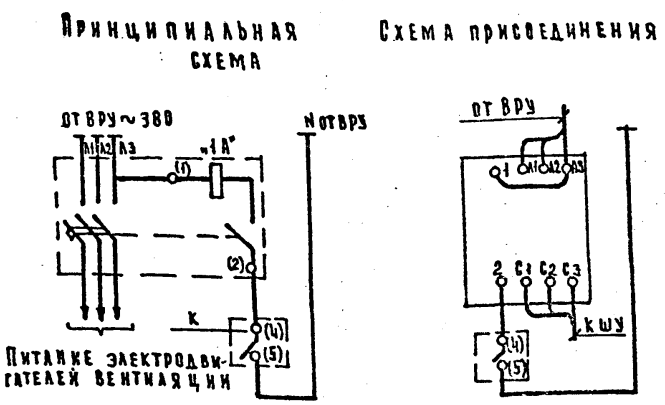 Принципиальная
схема
От ВРУ ~ 380
N от ВРУ
А1 А2 А3
„1А"
(1)
(2)
К
(4)
(5)
Питание электродви-
гателей вентиляции
Схема присоединения
от ВРУ
1 А1 А2 А3
2 С1 С2 С3
К ШУ
(4)
(5)